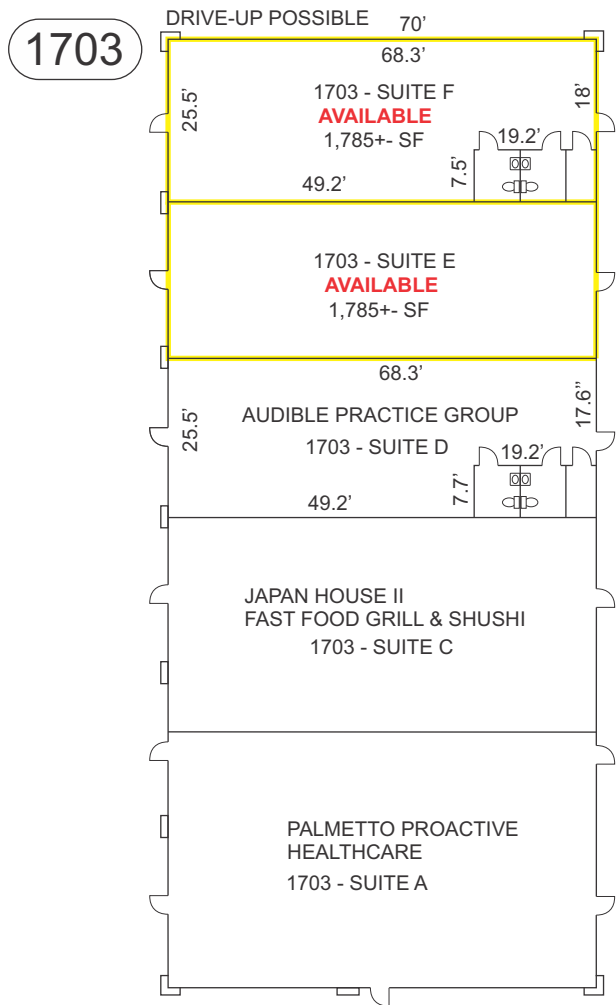 DRIVE-UP POSSIBLE
70'
1703
68.3'
25.5'
18'
1703 - SUITE F
AVAILABLE
1,785+- SF
19.2'
7.5'
49.2'
1703 - SUITE E
AVAILABLE
1,785+- SF
68.3'
25.5'
17.6"
AUDIBLE PRACTICE GROUP
1703 - SUITE D
19.2'
7.7'
49.2'
JAPAN HOUSE II
FAST FOOD GRILL & SHUSHI
1703 - SUITE C
PALMETTO PROACTIVE
HEALTHCARE
1703 - SUITE A